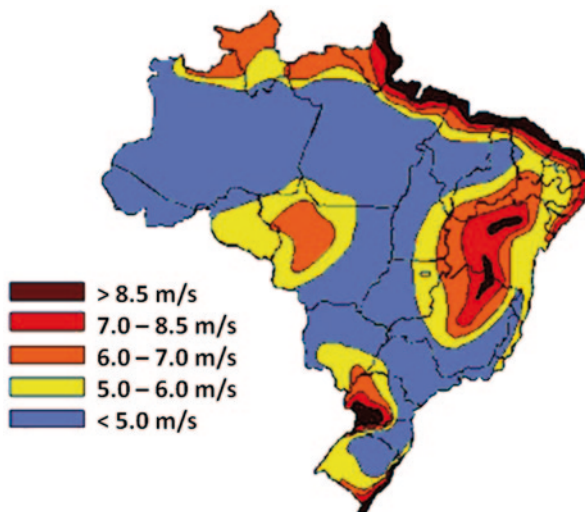 > 8.5 m/s
7.0 – 8.5 m/s
6.0 – 7.0 m/s
5.0 – 6.0 m/s
< 5.0 m/s